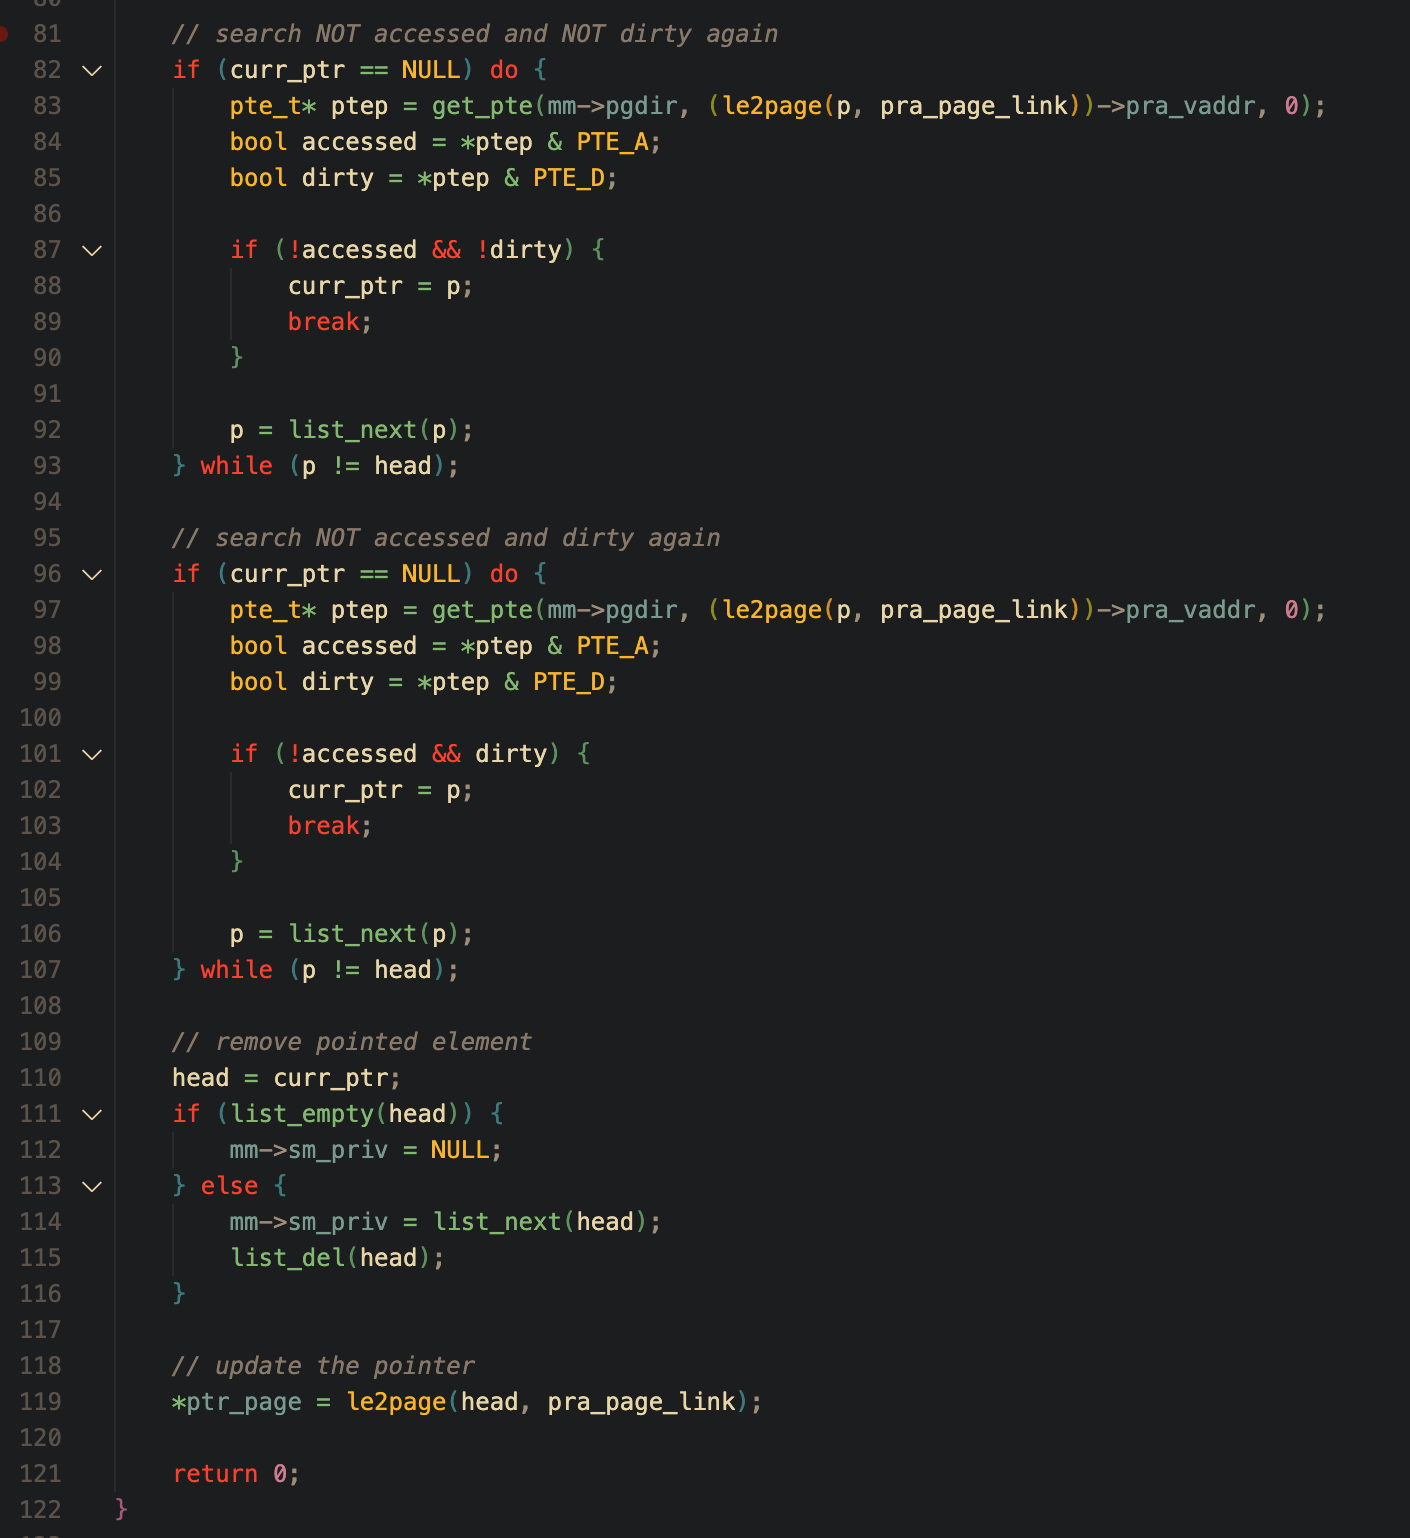 81 // search NOT accessed and NOT dirty again
82 if (curr_ptr == NULL) do {
83 pte_t* ptep = get_pte(mm->pgdir, (le2page(p, pra_page_link))->pra_vaddr, 0);
84 bool accessed = *ptep & PTE_A;
85 bool dirty = *ptep & PTE_D;
86
87 if (!accessed && !dirty) {
88 curr_ptr = p;
89 break;
90 }
91
92 p = list_next(p);
93 } while (p != head);
94
95 // search NOT accessed and dirty again
96 if (curr_ptr == NULL) do {
97 pte_t* ptep = get_pte(mm->pgdir, (le2page(p, pra_page_link))->pra_vaddr, 0);
98 bool accessed = *ptep & PTE_A;
99 bool dirty = *ptep & PTE_D;
100
101 if (!accessed && dirty) {
102 curr_ptr = p;
103 break;
104 }
105
106 p = list_next(p);
107 } while (p != head);
108
109 // remove pointed element
110 head = curr_ptr;
111 if (list_empty(head)) {
112 mm->sm_priv = NULL;
113 } else {
114 mm->sm_priv = list_next(head);
115 list_del(head);
116 }
117
118 // update the pointer
119 *ptr_page = le2page(head, pra_page_link);
120
121 return 0;
122 }